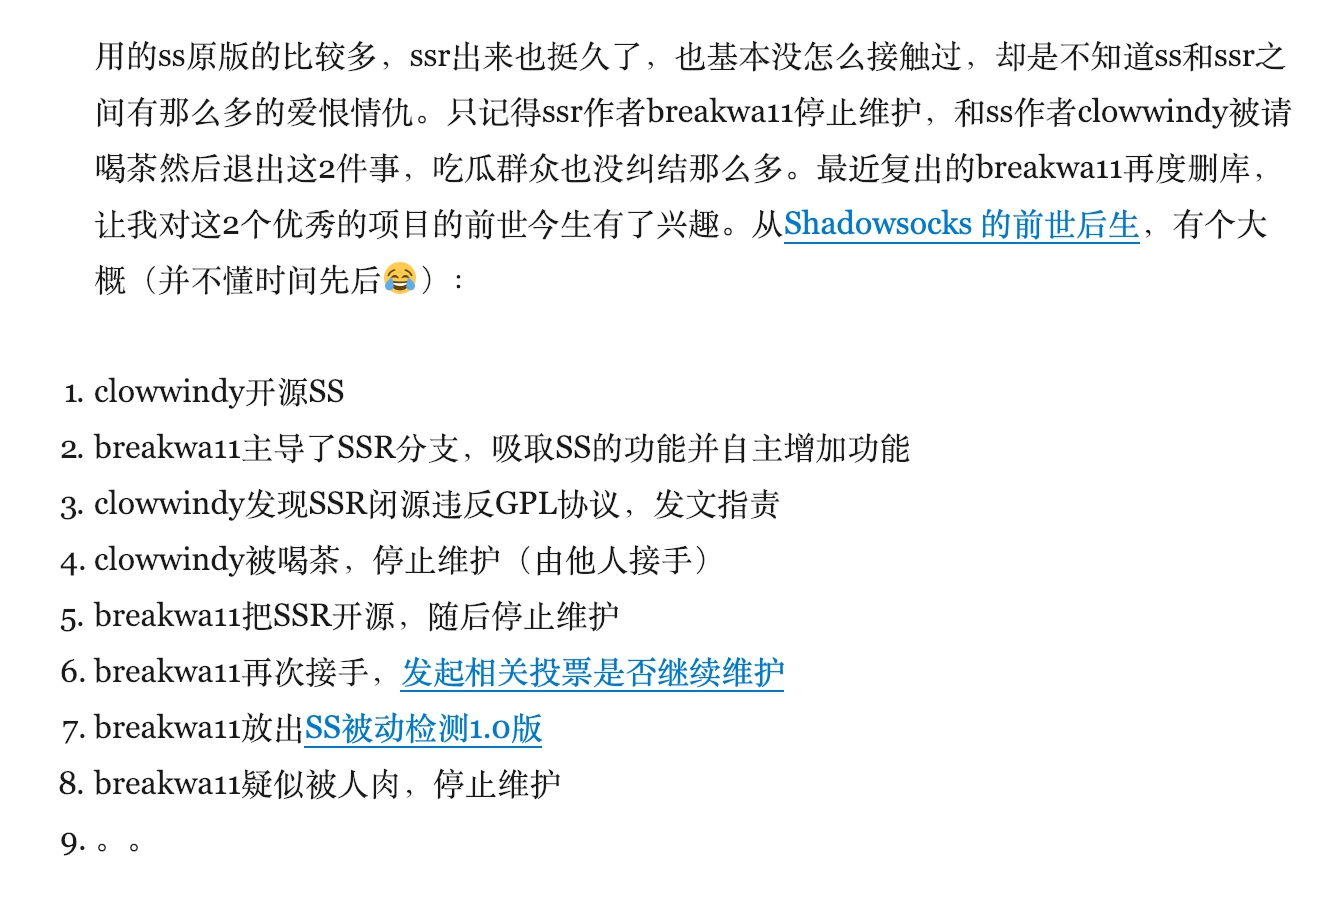 用的ss原版的比较多，ssr出来也挺久了，也基本没怎么接触过，却是不知道ss和ssr之
间有那么多的爱恨情仇。只记得ssr作者breakwa11停止维护，和ss作者clowwindy被请
喝茶然后退出这2件事，吃瓜群众也没纠结那么多。最近复出的breakwa11再度删库，
让我对这2个优秀的项目的前世今生有了兴趣。从Shadowsocks 的前世后生，有个大
概（并不懂时间先后😂）：
1. clowwindy开源SS
2. breakwa11主导了SSR分支，吸取SS的功能并自主增加功能
3. clowwindy发现SSR闭源违反GPL协议，发文指责
4. clowwindy被喝茶，停止维护（由他人接手）
5. breakwa11把SSR开源，随后停止维护
6. breakwa11再次接手，发起相关投票是否继续维护
7. breakwa11放出SS被动检测1.0版
8. breakwa11疑似被人肉，停止维护
9. 。。